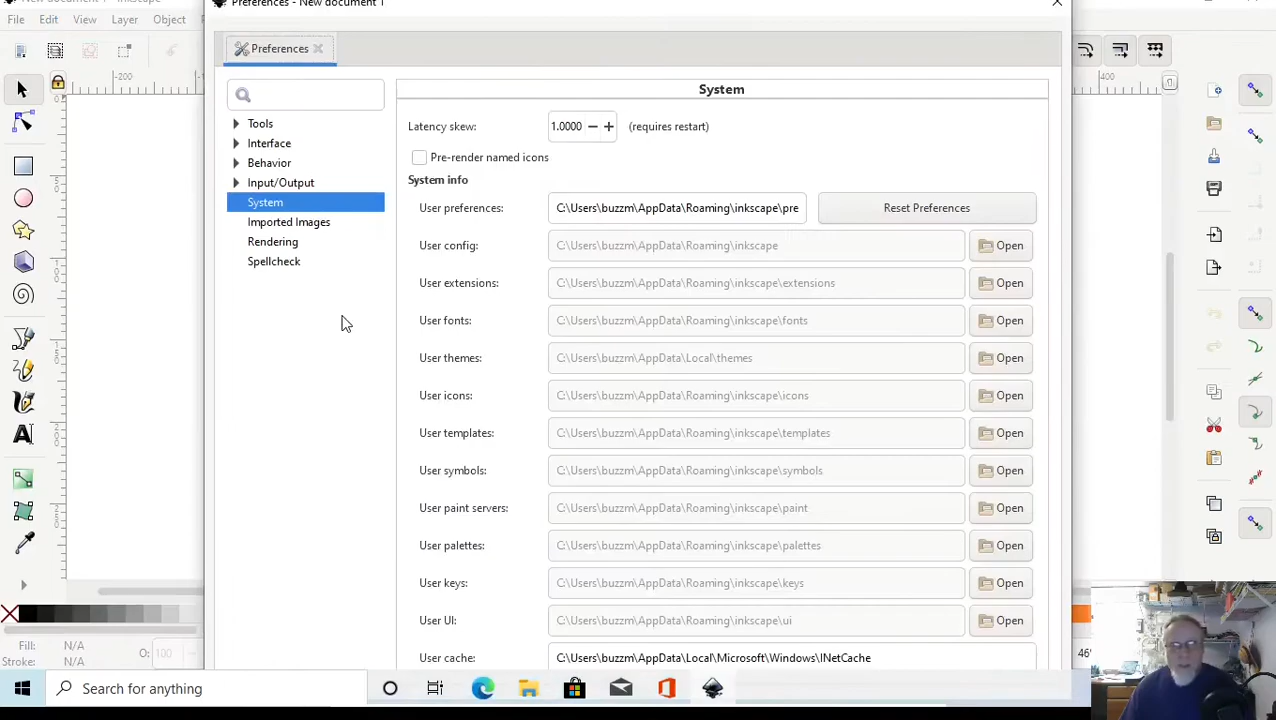 New document 1 - Inkscape
Preferences - New document 1
File Edit View Layer Object
Preferences
-200
400
System
Tools
Interface
Behavior
Input/Output
System
Imported Images
Rendering
Spellcheck
Latency skew: 1.0000 (requires restart)
Pre-render named icons
System info
User preferences: C:\Users\buzzm\AppData\Roaming\inkscape\pre Reset Preferences
User config: C:\Users\buzzm\AppData\Roaming\inkscape Open
User extensions: C:\Users\buzzm\AppData\Roaming\inkscape\extensions Open
User fonts: C:\Users\buzzm\AppData\Roaming\inkscape\fonts Open
User themes: C:\Users\buzzm\AppData\Local\themes Open
User icons: C:\Users\buzzm\AppData\Roaming\inkscape\icons Open
User templates: C:\Users\buzzm\AppData\Roaming\inkscape\templates Open
User symbols: C:\Users\buzzm\AppData\Roaming\inkscape\symbols Open
User paint servers: C:\Users\buzzm\AppData\Roaming\inkscape\paint Open
User palettes: C:\Users\buzzm\AppData\Roaming\inkscape\palettes Open
User keys: C:\Users\buzzm\AppData\Roaming\inkscape\keys Open
User UI: C:\Users\buzzm\AppData\Roaming\inkscape\ui Open
User cache: C:\Users\buzzm\AppData\Local\Microsoft\Windows\INetCache
Fill: N/A
Stroke: N/A O: 100
46°
Search for anything